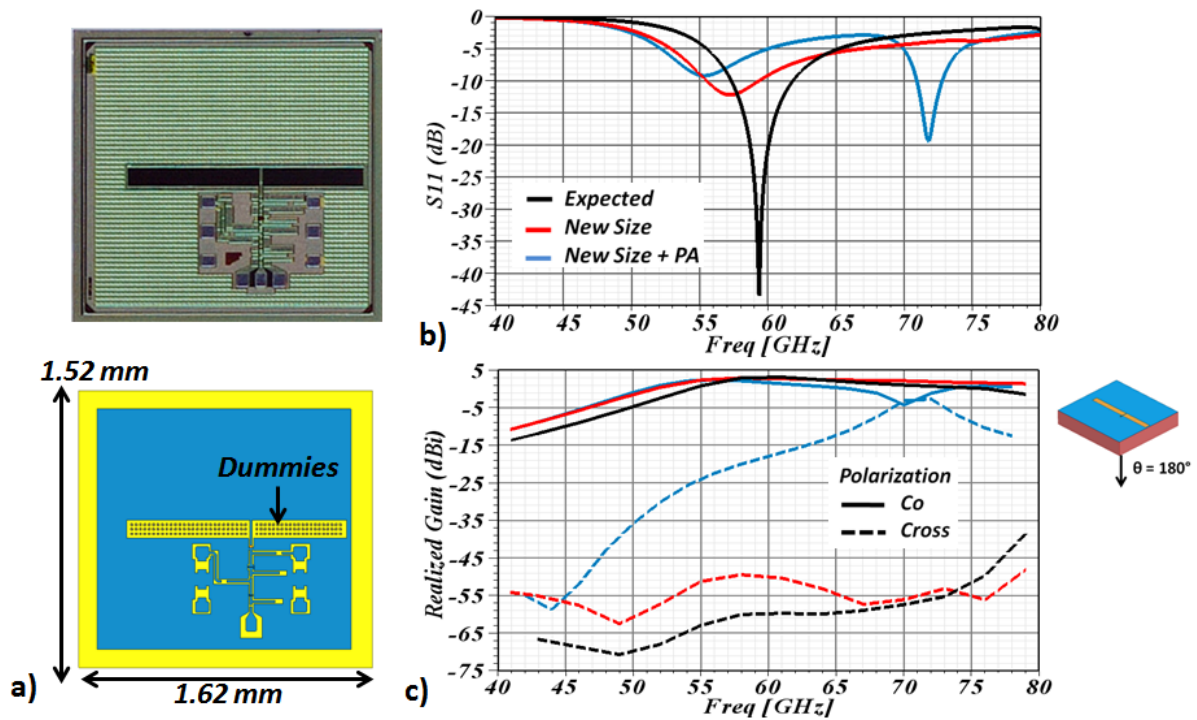 b)
0
-5
-10
-15
-20
-25
-30
-35
-40
-45
S11 (dB)
Expected
New Size
New Size + PA
40 45 50 55 60 65 70 75 80
Freq [GHz]
1.52 mm
Dummies
a)
1.62 mm
c)
5
-5
-15
-25
-35
-45
-55
-65
-75
Realized Gain (dBi)
Polarization
Co
Cross
40 45 50 55 60 65 70 75 80
Freq [GHz]
θ = 180°